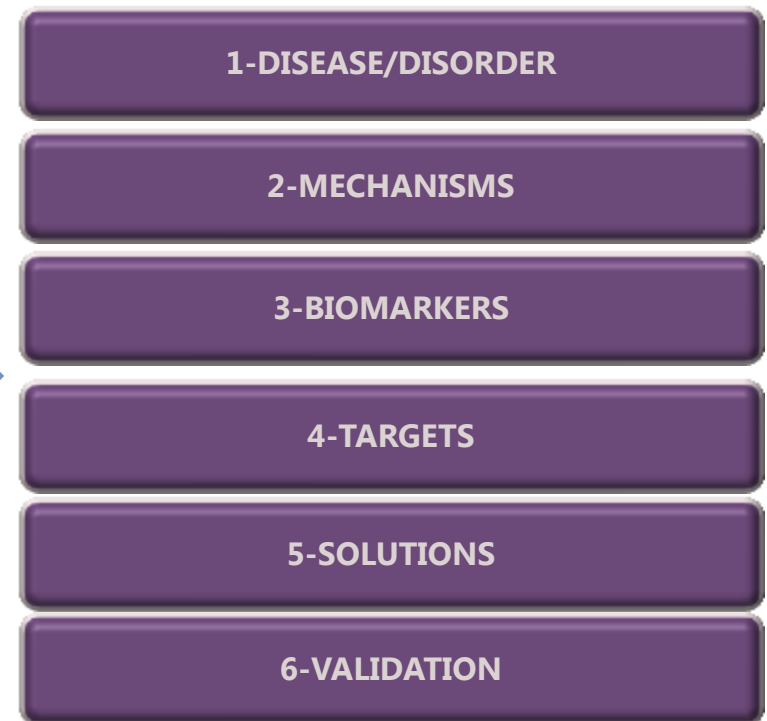 1-DISEASE/DISORDER
2-MECHANISMS
3-BIOMARKERS
4-TARGETS
5-SOLUTIONS
6-VALIDATION